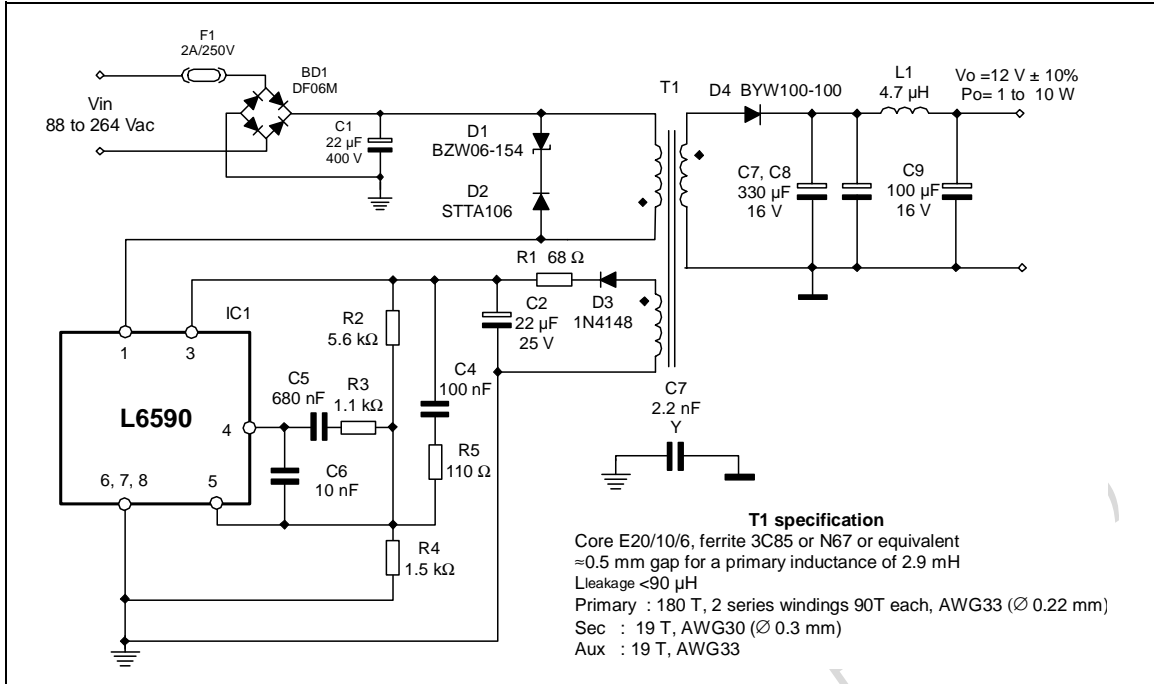 F1
2A/250V
BD1
DF06M
Vin
88 to 264 Vac
C1
22 µF
400 V
D1
BZW06-154
D2
STTA106
T1
D4 BYW100-100
L1
4.7 µH
Vo =12 V ± 10%
Po= 1 to 10 W
C7, C8
330 µF
16 V
C9
100 µF
16 V
R1 68 Ω
D3
1N4148
C2
22 µF
25 V
IC1
1
3
R2
5.6 kΩ
C4
100 nF
C5
680 nF
R3
1.1 kΩ
L6590
4
R5
110 Ω
C6
10 nF
6, 7, 8
5
R4
1.5 kΩ
C7
2.2 nF
Y
T1 specification
Core E20/10/6, ferrite 3C85 or N67 or equivalent
≈0.5 mm gap for a primary inductance of 2.9 mH
Lleakage <90 µH
Primary : 180 T, 2 series windings 90T each, AWG33 (∅ 0.22 mm)
Sec : 19 T, AWG30 (∅ 0.3 mm)
Aux : 19 T, AWG33